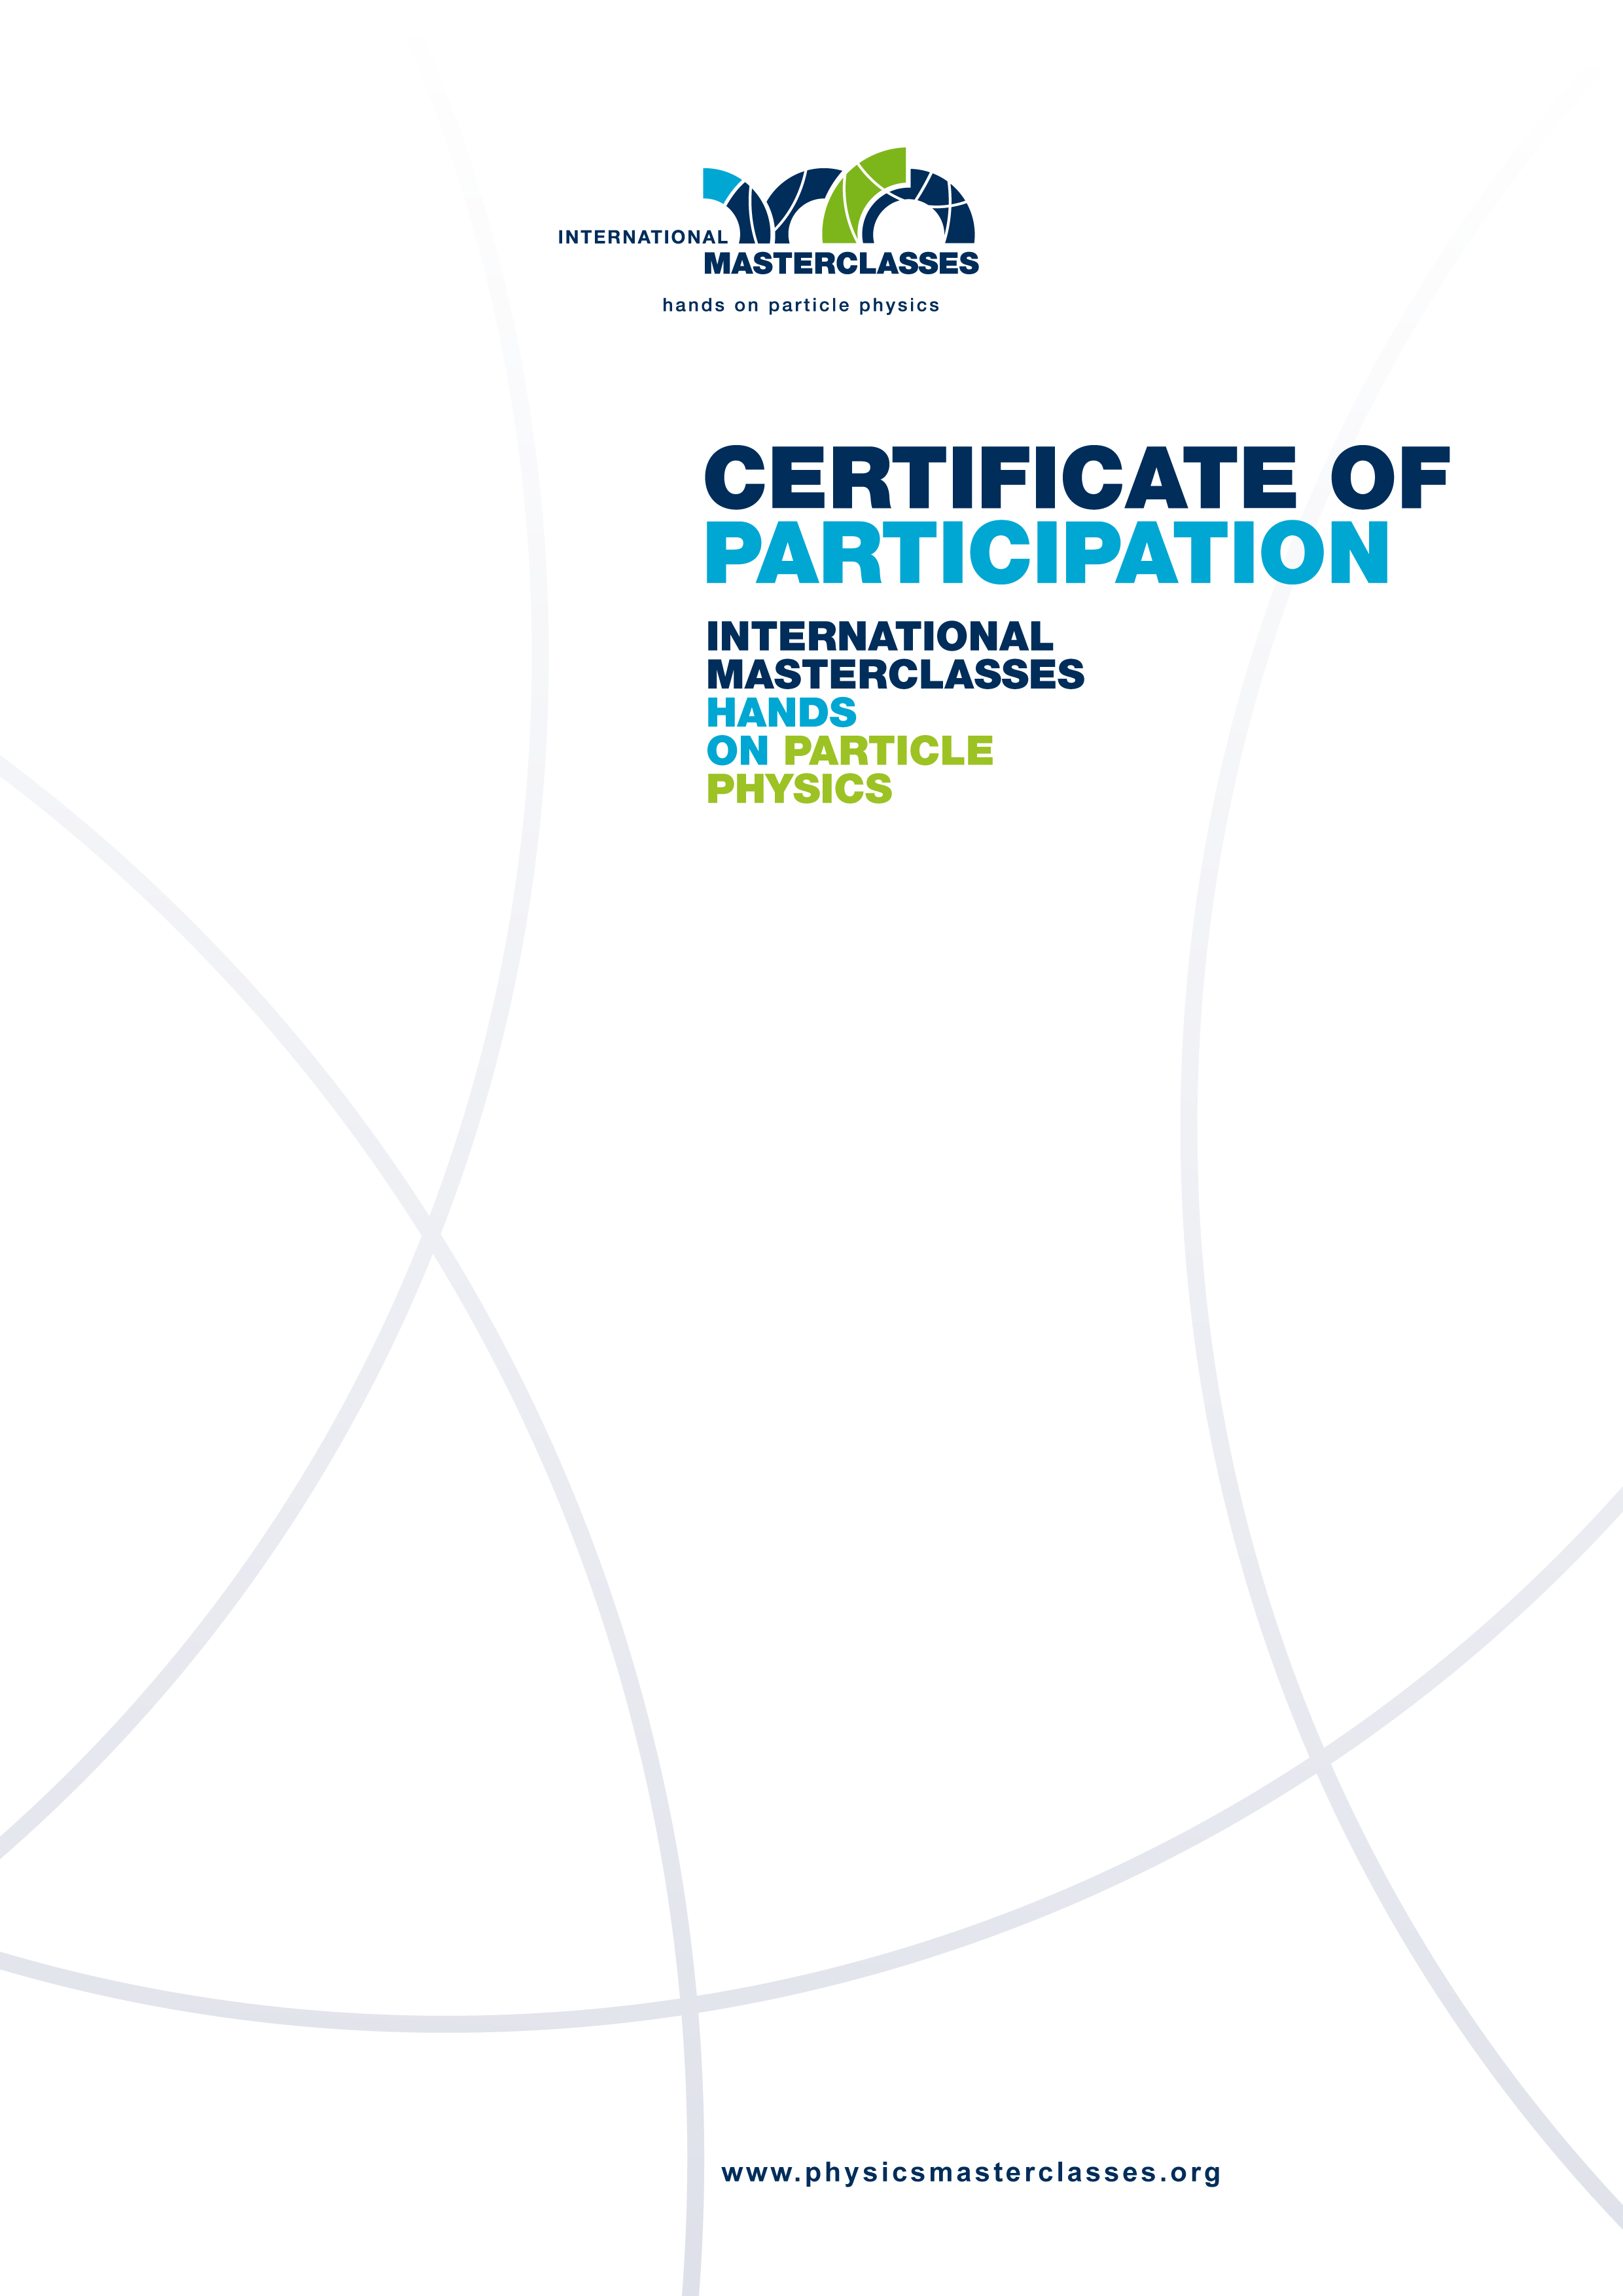 INTERNATIONAL
MASTERCLASSES
hands on particle physics
CERTIFICATE OF
PARTICIPATION
INTERNATIONAL
MASTERCLASSES
HANDS
ON PARTICLE
PHYSICS
www.physicsmasterclasses.org